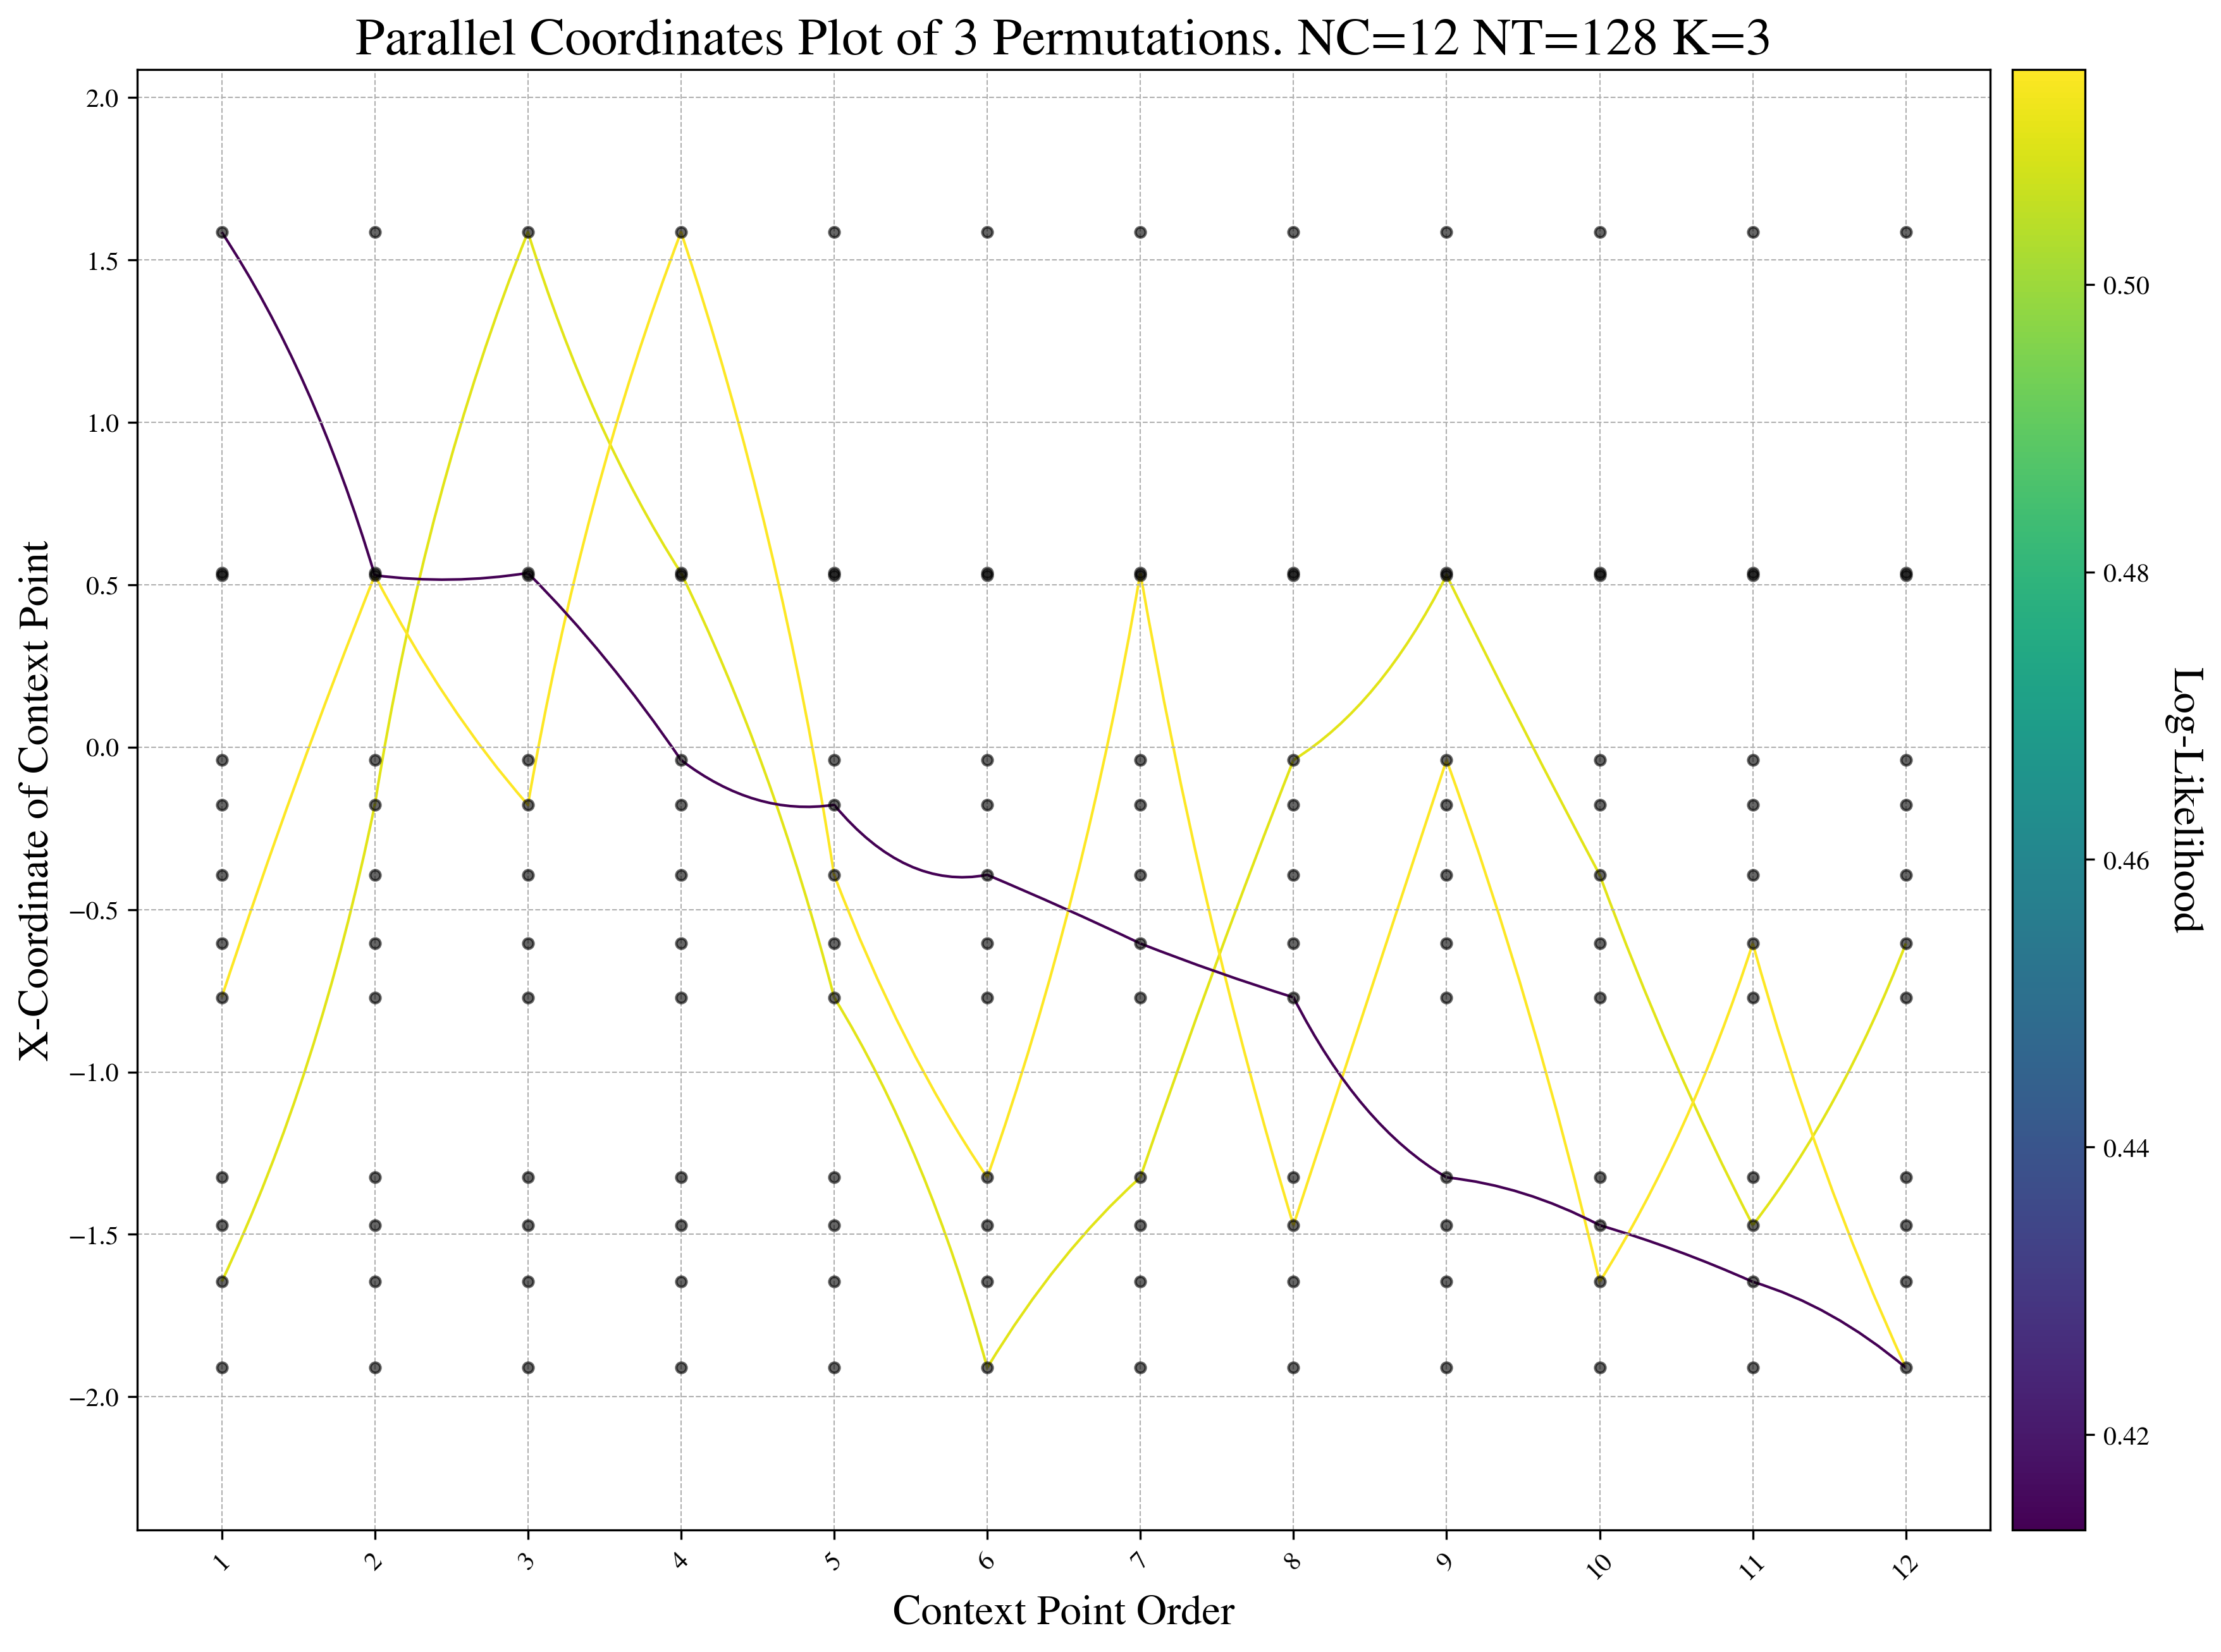 Parallel Coordinates Plot of 3 Permutations. NC=12 NT=128 K=3
X-Coordinate of Context Point
2.0
1.5
1.0
0.5
0.0
−0.5
−1.0
−1.5
−2.0
1 2 3 4 5 6 7 8 9 10 11 12
Context Point Order
0.50
0.48
0.46
0.44
0.42
Log-Likelihood